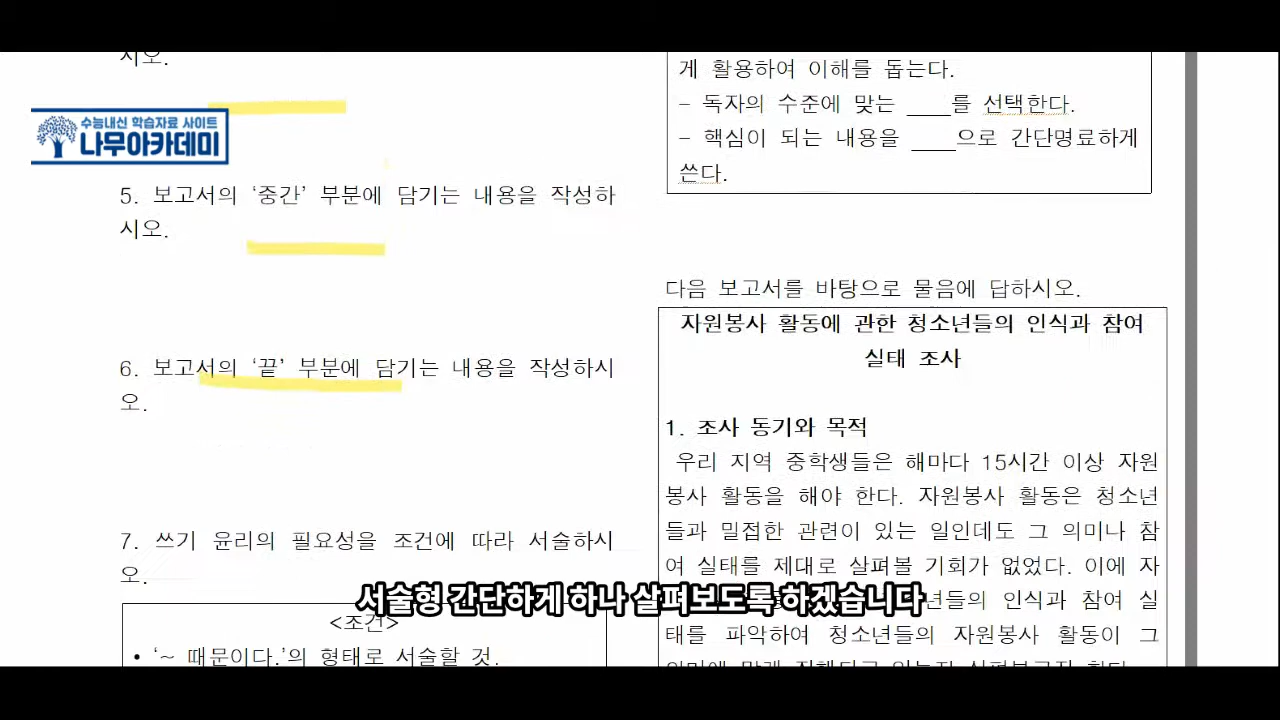 시오.
수능내신 학습자료 사이트
나무아카데미
5. 보고서의 ‘중간’ 부분에 담기는 내용을 작성하
시오.
6. 보고서의 ‘끝’ 부분에 담기는 내용을 작성하시
오.
7. 쓰기 윤리의 필요성을 조건에 따라 서술하시
오.
<조건>
• ‘~ 때문이다.’의 형태로 서술할 것.
게 활용하여 이해를 돕는다.
- 독자의 수준에 맞는 ____를 선택한다.
- 핵심이 되는 내용을 ____으로 간단명료하게
쓴다.
다음 보고서를 바탕으로 물음에 답하시오.
자원봉사 활동에 관한 청소년들의 인식과 참여
실태 조사
1. 조사 동기와 목적
우리 지역 중학생들은 해마다 15시간 이상 자원
봉사 활동을 해야 한다. 자원봉사 활동은 청소년
들과 밀접한 관련이 있는 일인데도 그 의미나 참
여 실태를 제대로 살펴볼 기회가 없었다. 이에 자
년들의 인식과 참여 실
태를 파악하여 청소년들의 자원봉사 활동이 그
서술형 간단하게 하나 살펴보도록 하겠습니다